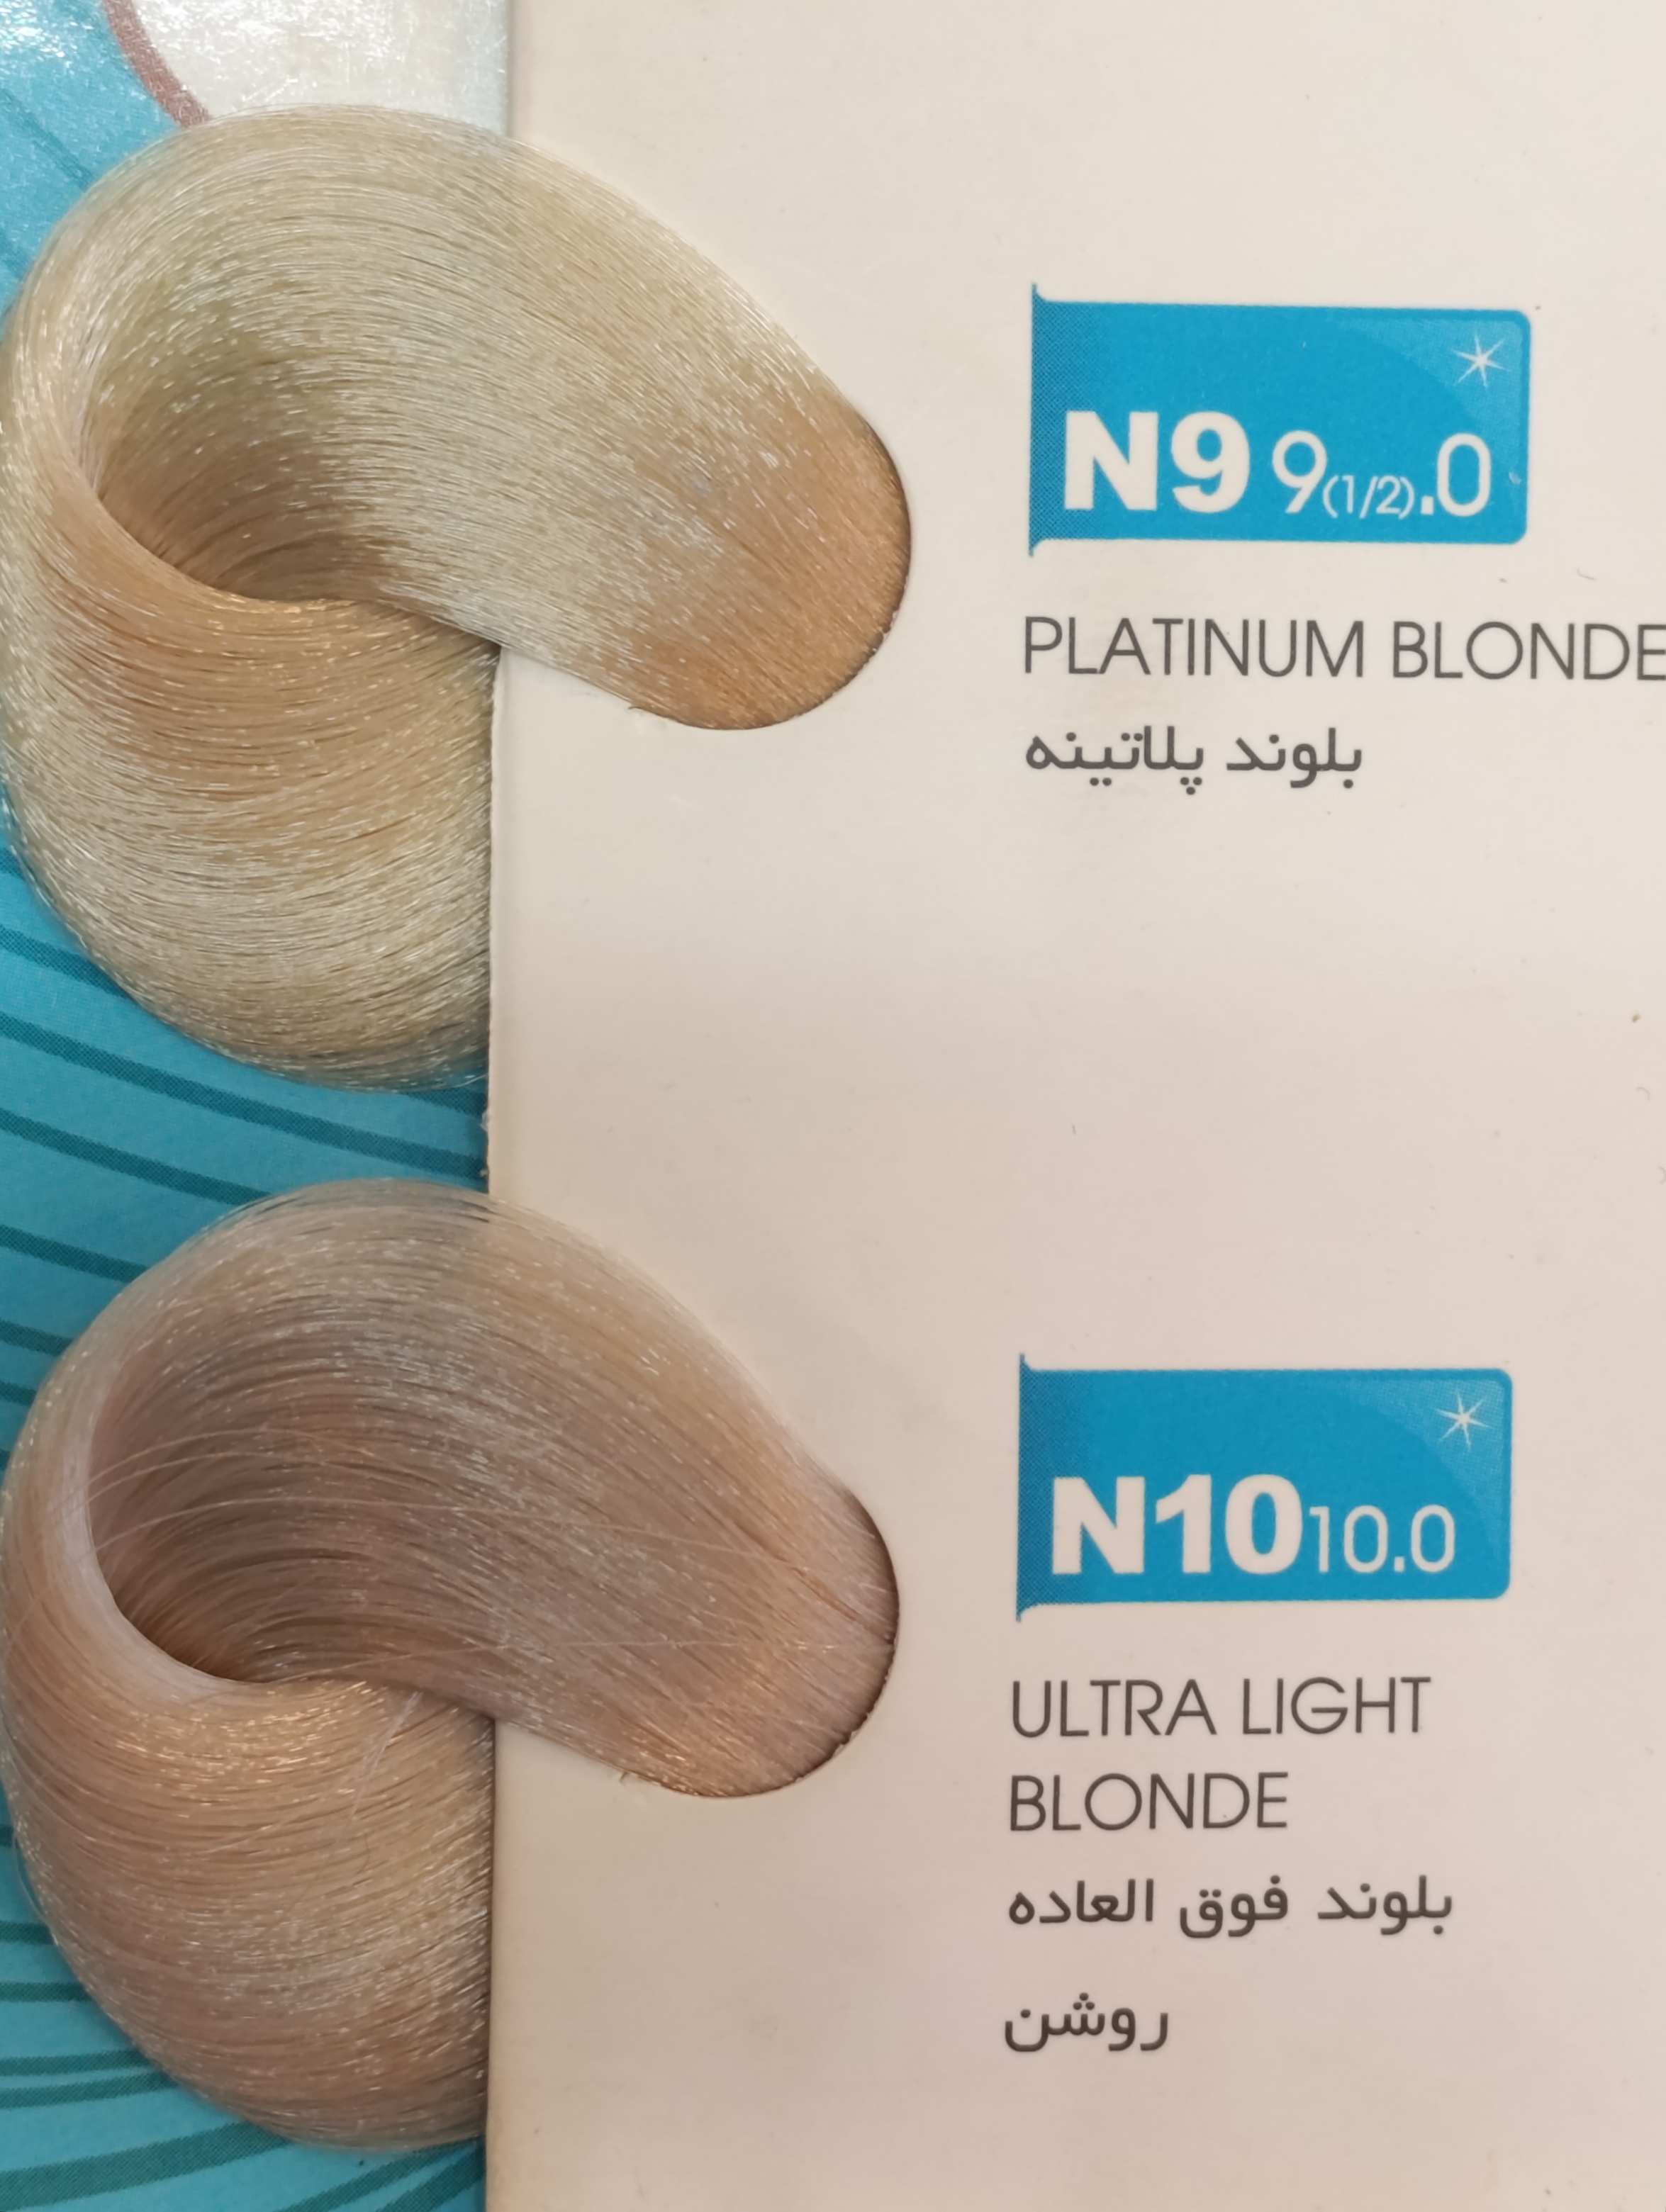 N9 9(1/2).0
PLATINUM BLONDE
بلوند پلاتینه
N10 10.0
ULTRA LIGHT
BLONDE
بلوند فوق العاده
روشن